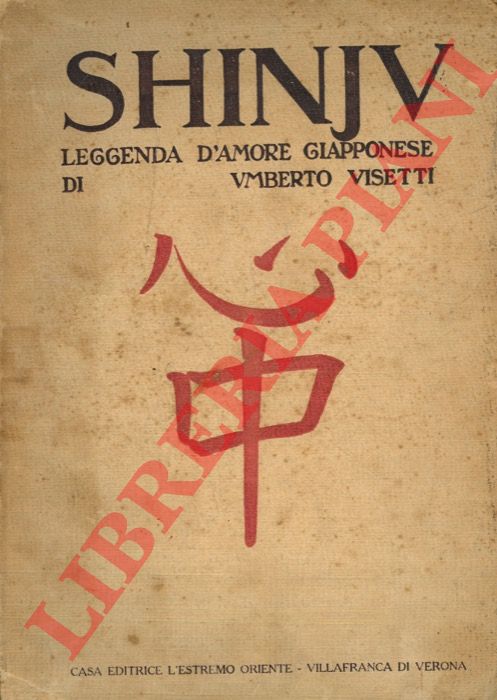 SHINJV
LEGGENDA D'AMORE GIAPPONESE
DI VMBERTO VISETTI
心
中
CASA EDITRICE L'ESTREMO ORIENTE - VILLAFRANCA DI VERONA
LIBRERIA PIANI